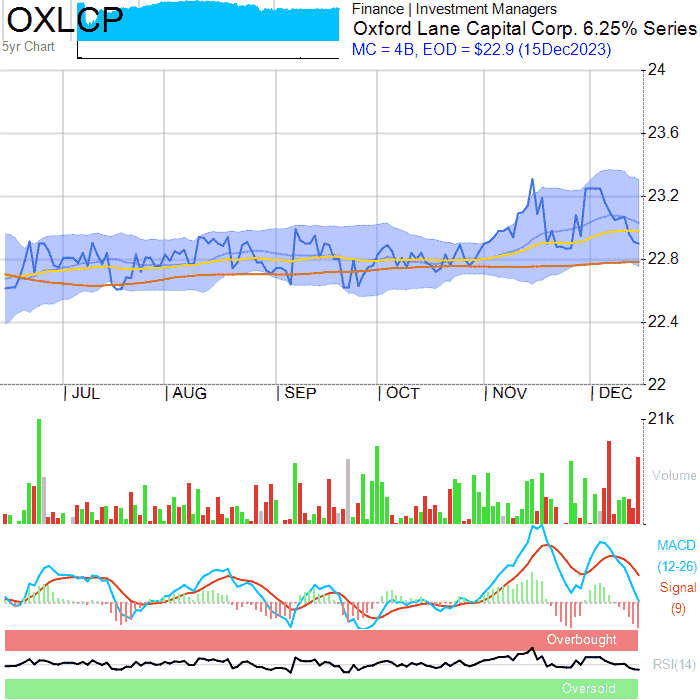 OXLCP
5yr Chart
Finance | Investment Managers
Oxford Lane Capital Corp. 6.25% Series
MC = 4B, EOD = $22.9 (15Dec2023)
24
23.6
23.2
22.8
22.4
22
| JUL | AUG | SEP | OCT | NOV | DEC
21k
Volume
MACD
(12-26)
Signal
(9)
Overbought
RSI(14)
Oversold